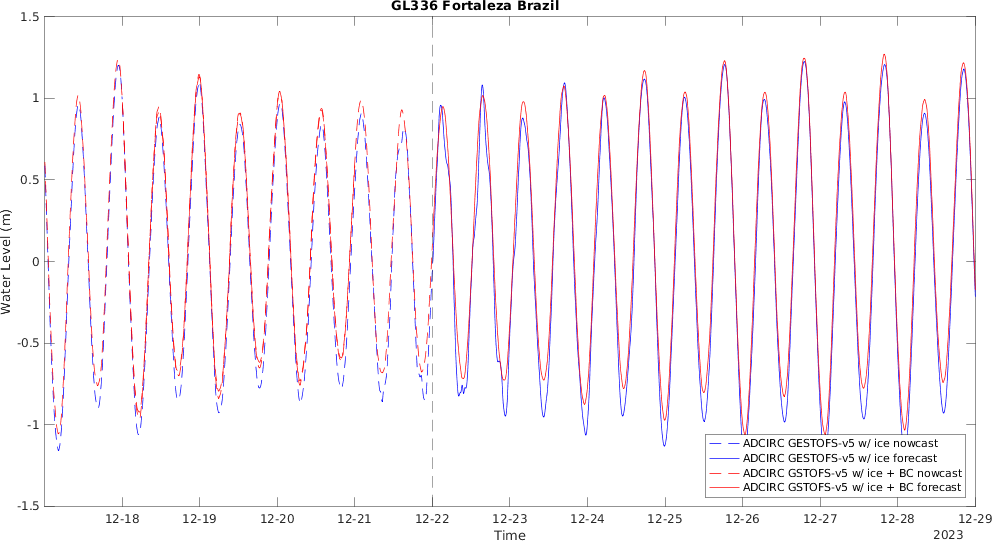 GL336 Fortaleza Brazil
1.5
1
0.5
0
-0.5
-1
-1.5
Water Level (m)
12-18
12-19
12-20
12-21
12-22
12-23
12-24
12-25
12-26
12-27
12-28
12-29
2023
Time
ADCIRC GESTOFS-v5 w/ ice nowcast
ADCIRC GESTOFS-v5 w/ ice forecast
ADCIRC GSTOFS-v5 w/ ice + BC nowcast
ADCIRC GSTOFS-v5 w/ ice + BC forecast